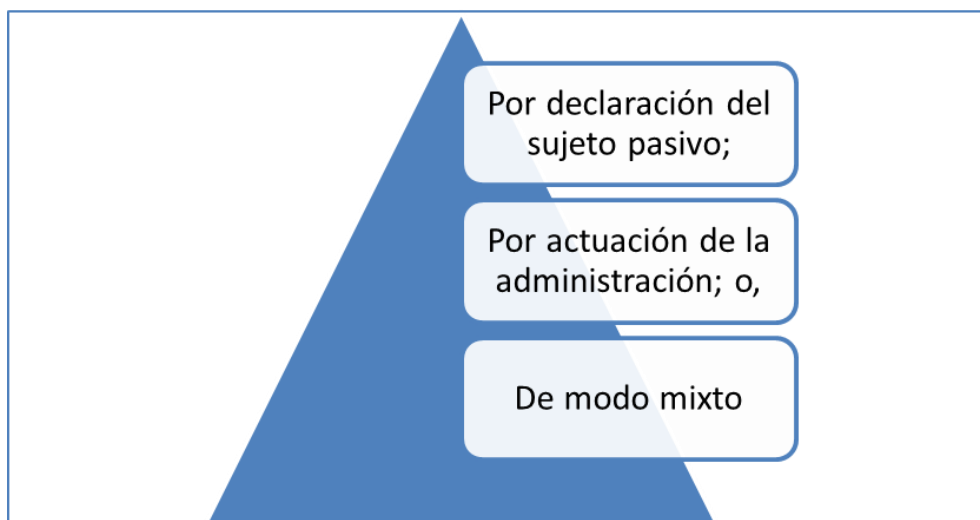 Por declaración del
sujeto pasivo;
Por actuación de la
administración; o,
De modo mixto